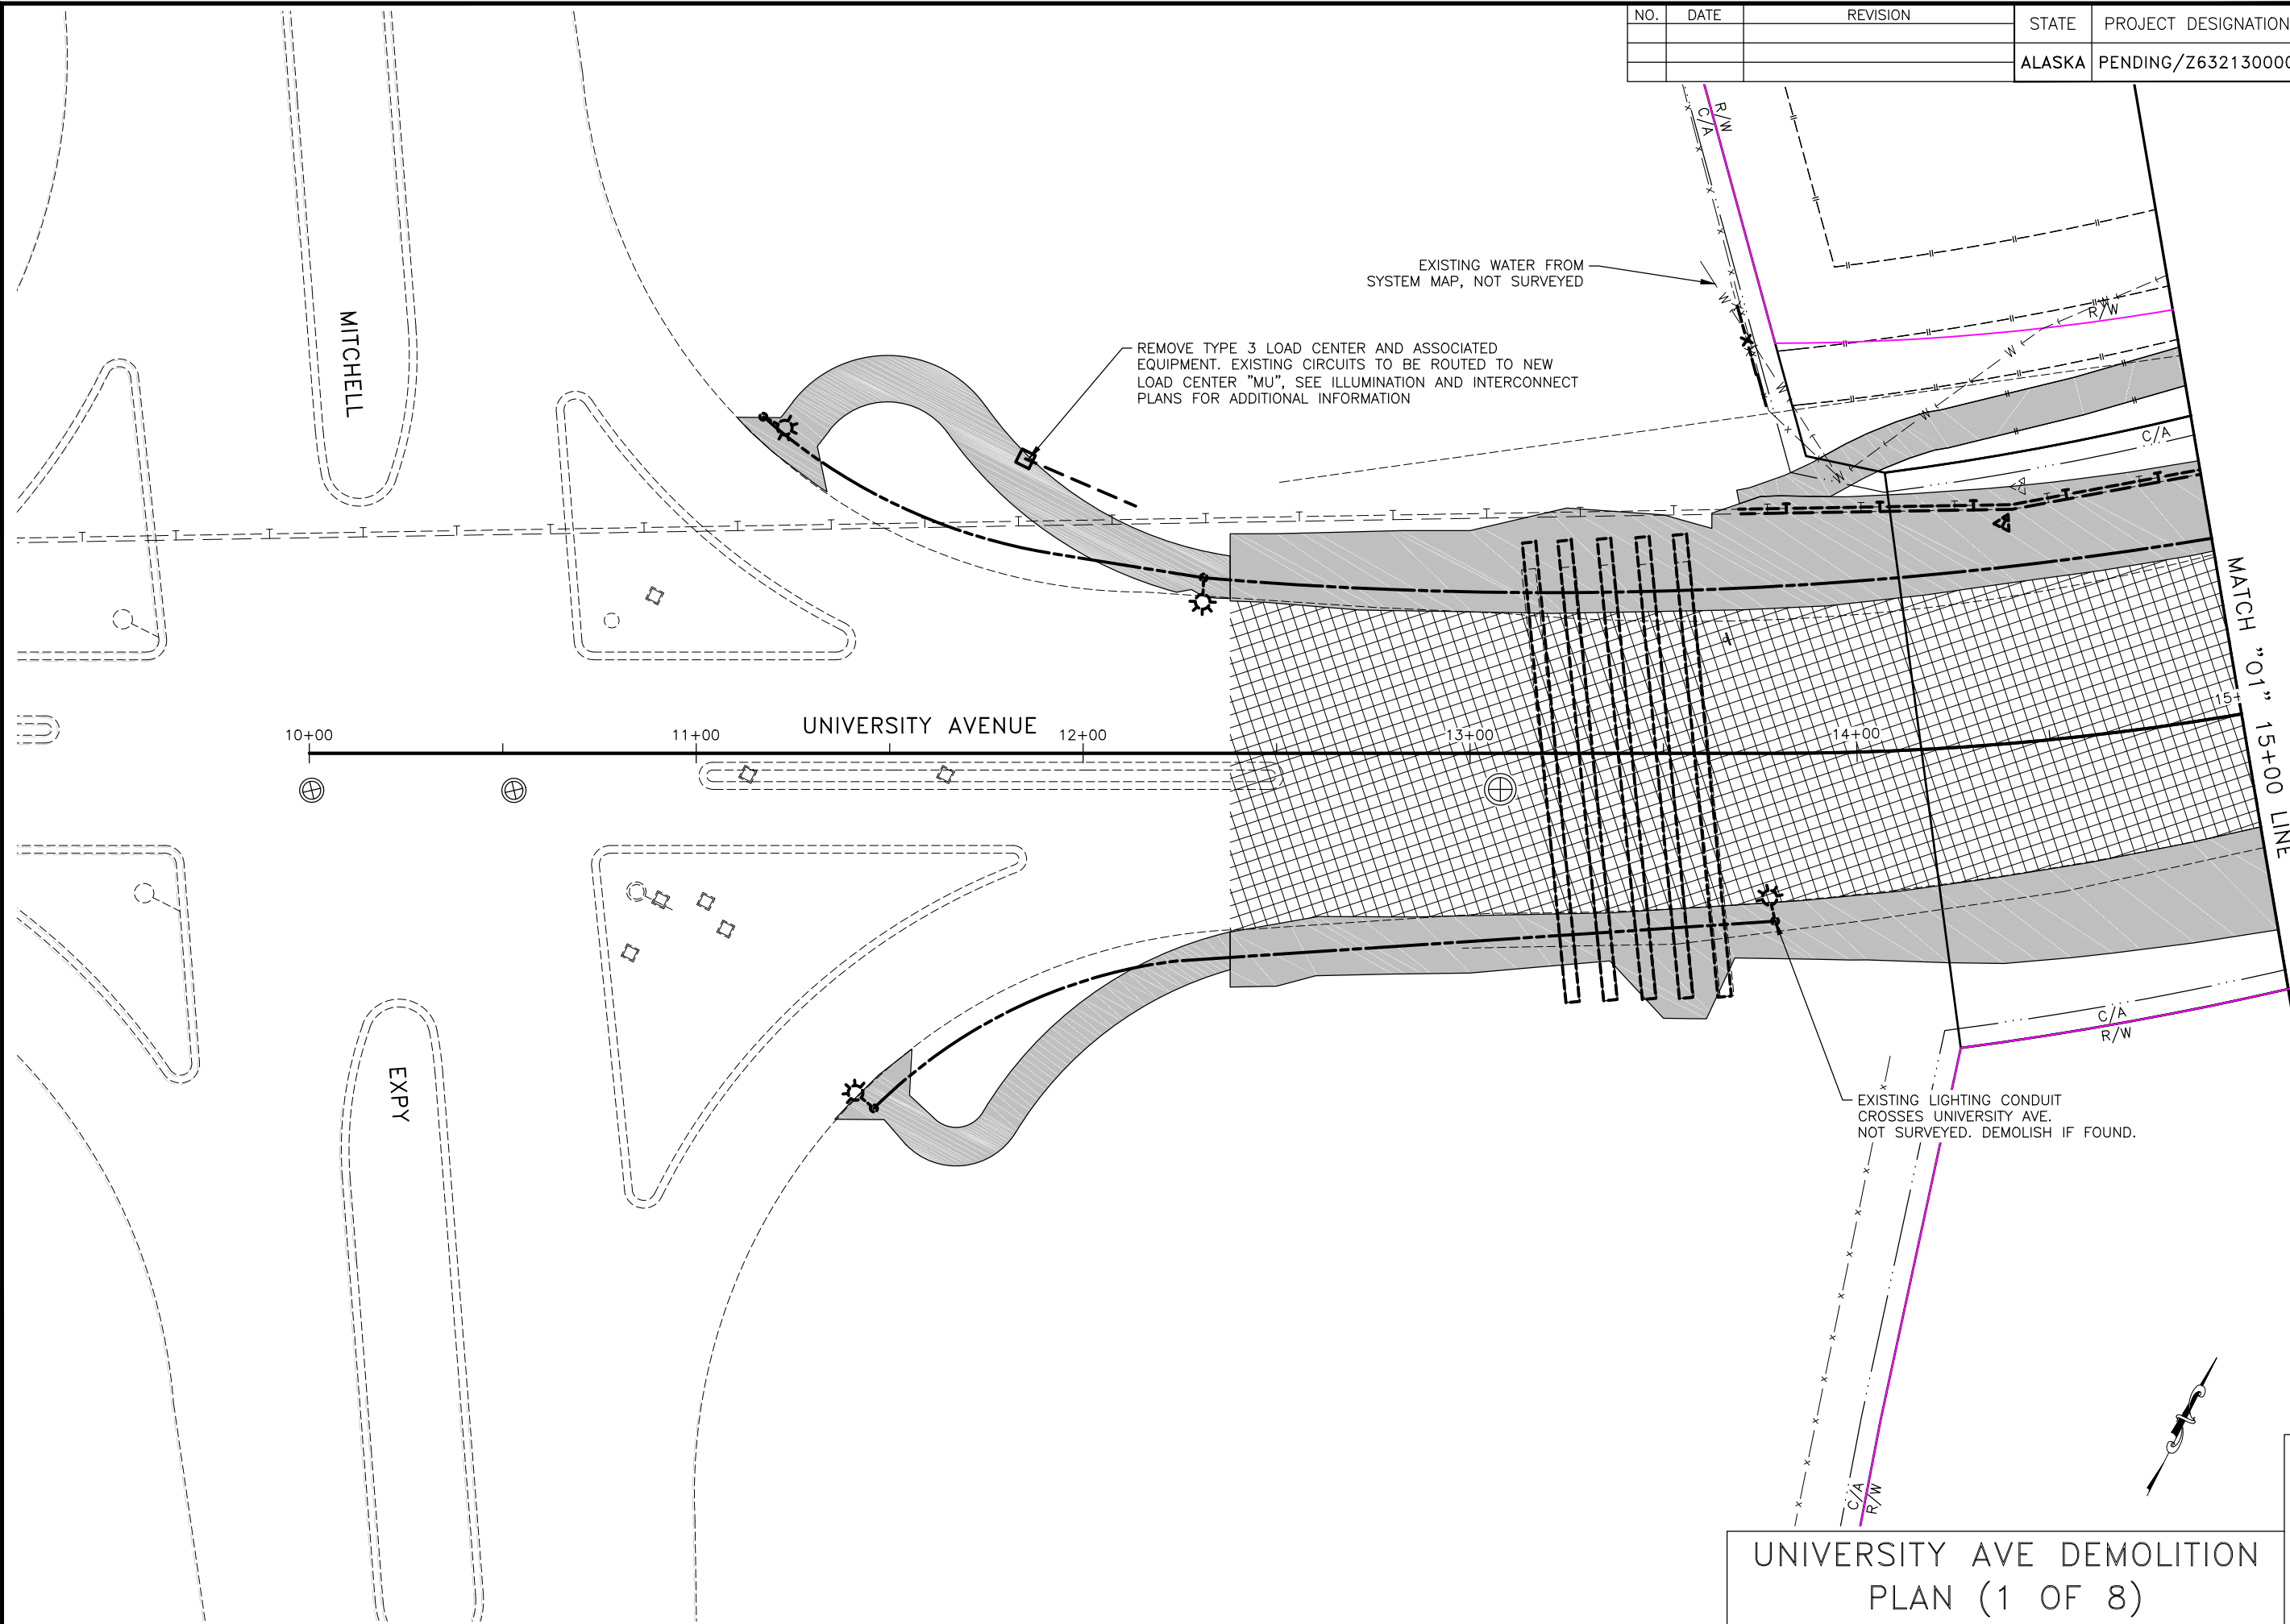 NO. DATE REVISION STATE PROJECT DESIGNATION
ALASKA PENDING/Z63213000
R/W
C/A
EXISTING WATER FROM
SYSTEM MAP, NOT SURVEYED
W
W
W
W
W
W
W
R/W
REMOVE TYPE 3 LOAD CENTER AND ASSOCIATED
EQUIPMENT. EXISTING CIRCUITS TO BE ROUTED TO NEW
LOAD CENTER "MU", SEE ILLUMINATION AND INTERCONNECT
PLANS FOR ADDITIONAL INFORMATION
MITCHELL
C/A
MATCH "01" 15+00 LINE
UNIVERSITY AVENUE
10+00 11+00 12+00 13+00 14+00 15+
EXPY
C/A
R/W
EXISTING LIGHTING CONDUIT
CROSSES UNIVERSITY AVE.
NOT SURVEYED. DEMOLISH IF FOUND.
C/A
R/W
UNIVERSITY AVE DEMOLITION
PLAN (1 OF 8)